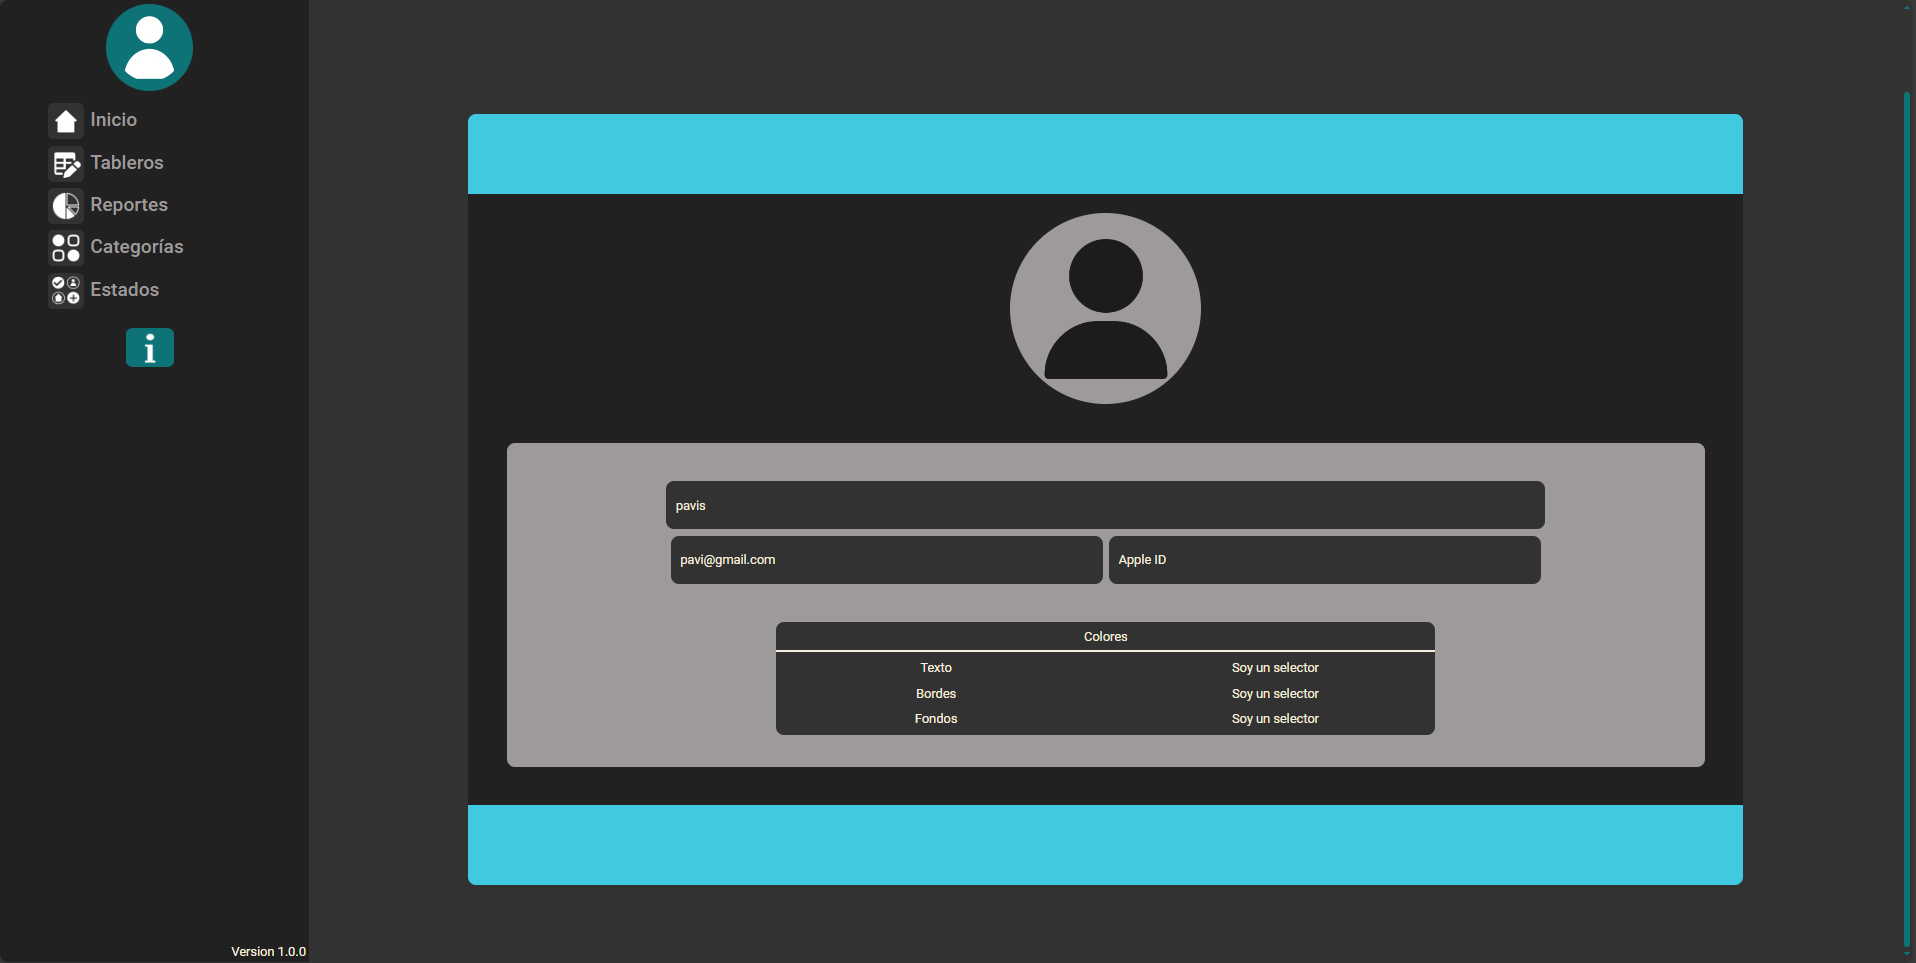 Inicio
Tableros
Reportes
Categorías
Estados
i
Version 1.0.0
pavis
pavi@gmail.com Apple ID
Colores
Texto Soy un selector
Bordes Soy un selector
Fondos Soy un selector